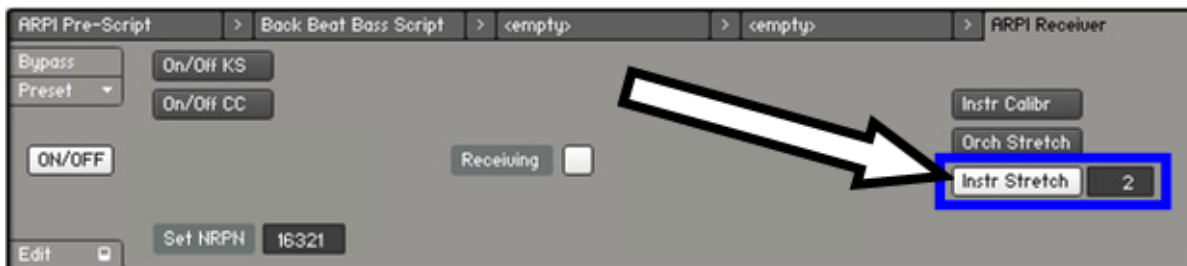 ARPI Pre-Script > Back Beat Bass Script > <empty> > <empty> > ARPI Receiver
Bypass On/Off KS
Preset On/Off CC Instr Calibr
Orch Stretch
ON/OFF Receiving
Instr Stretch 2
Set NRPN 16321
Edit